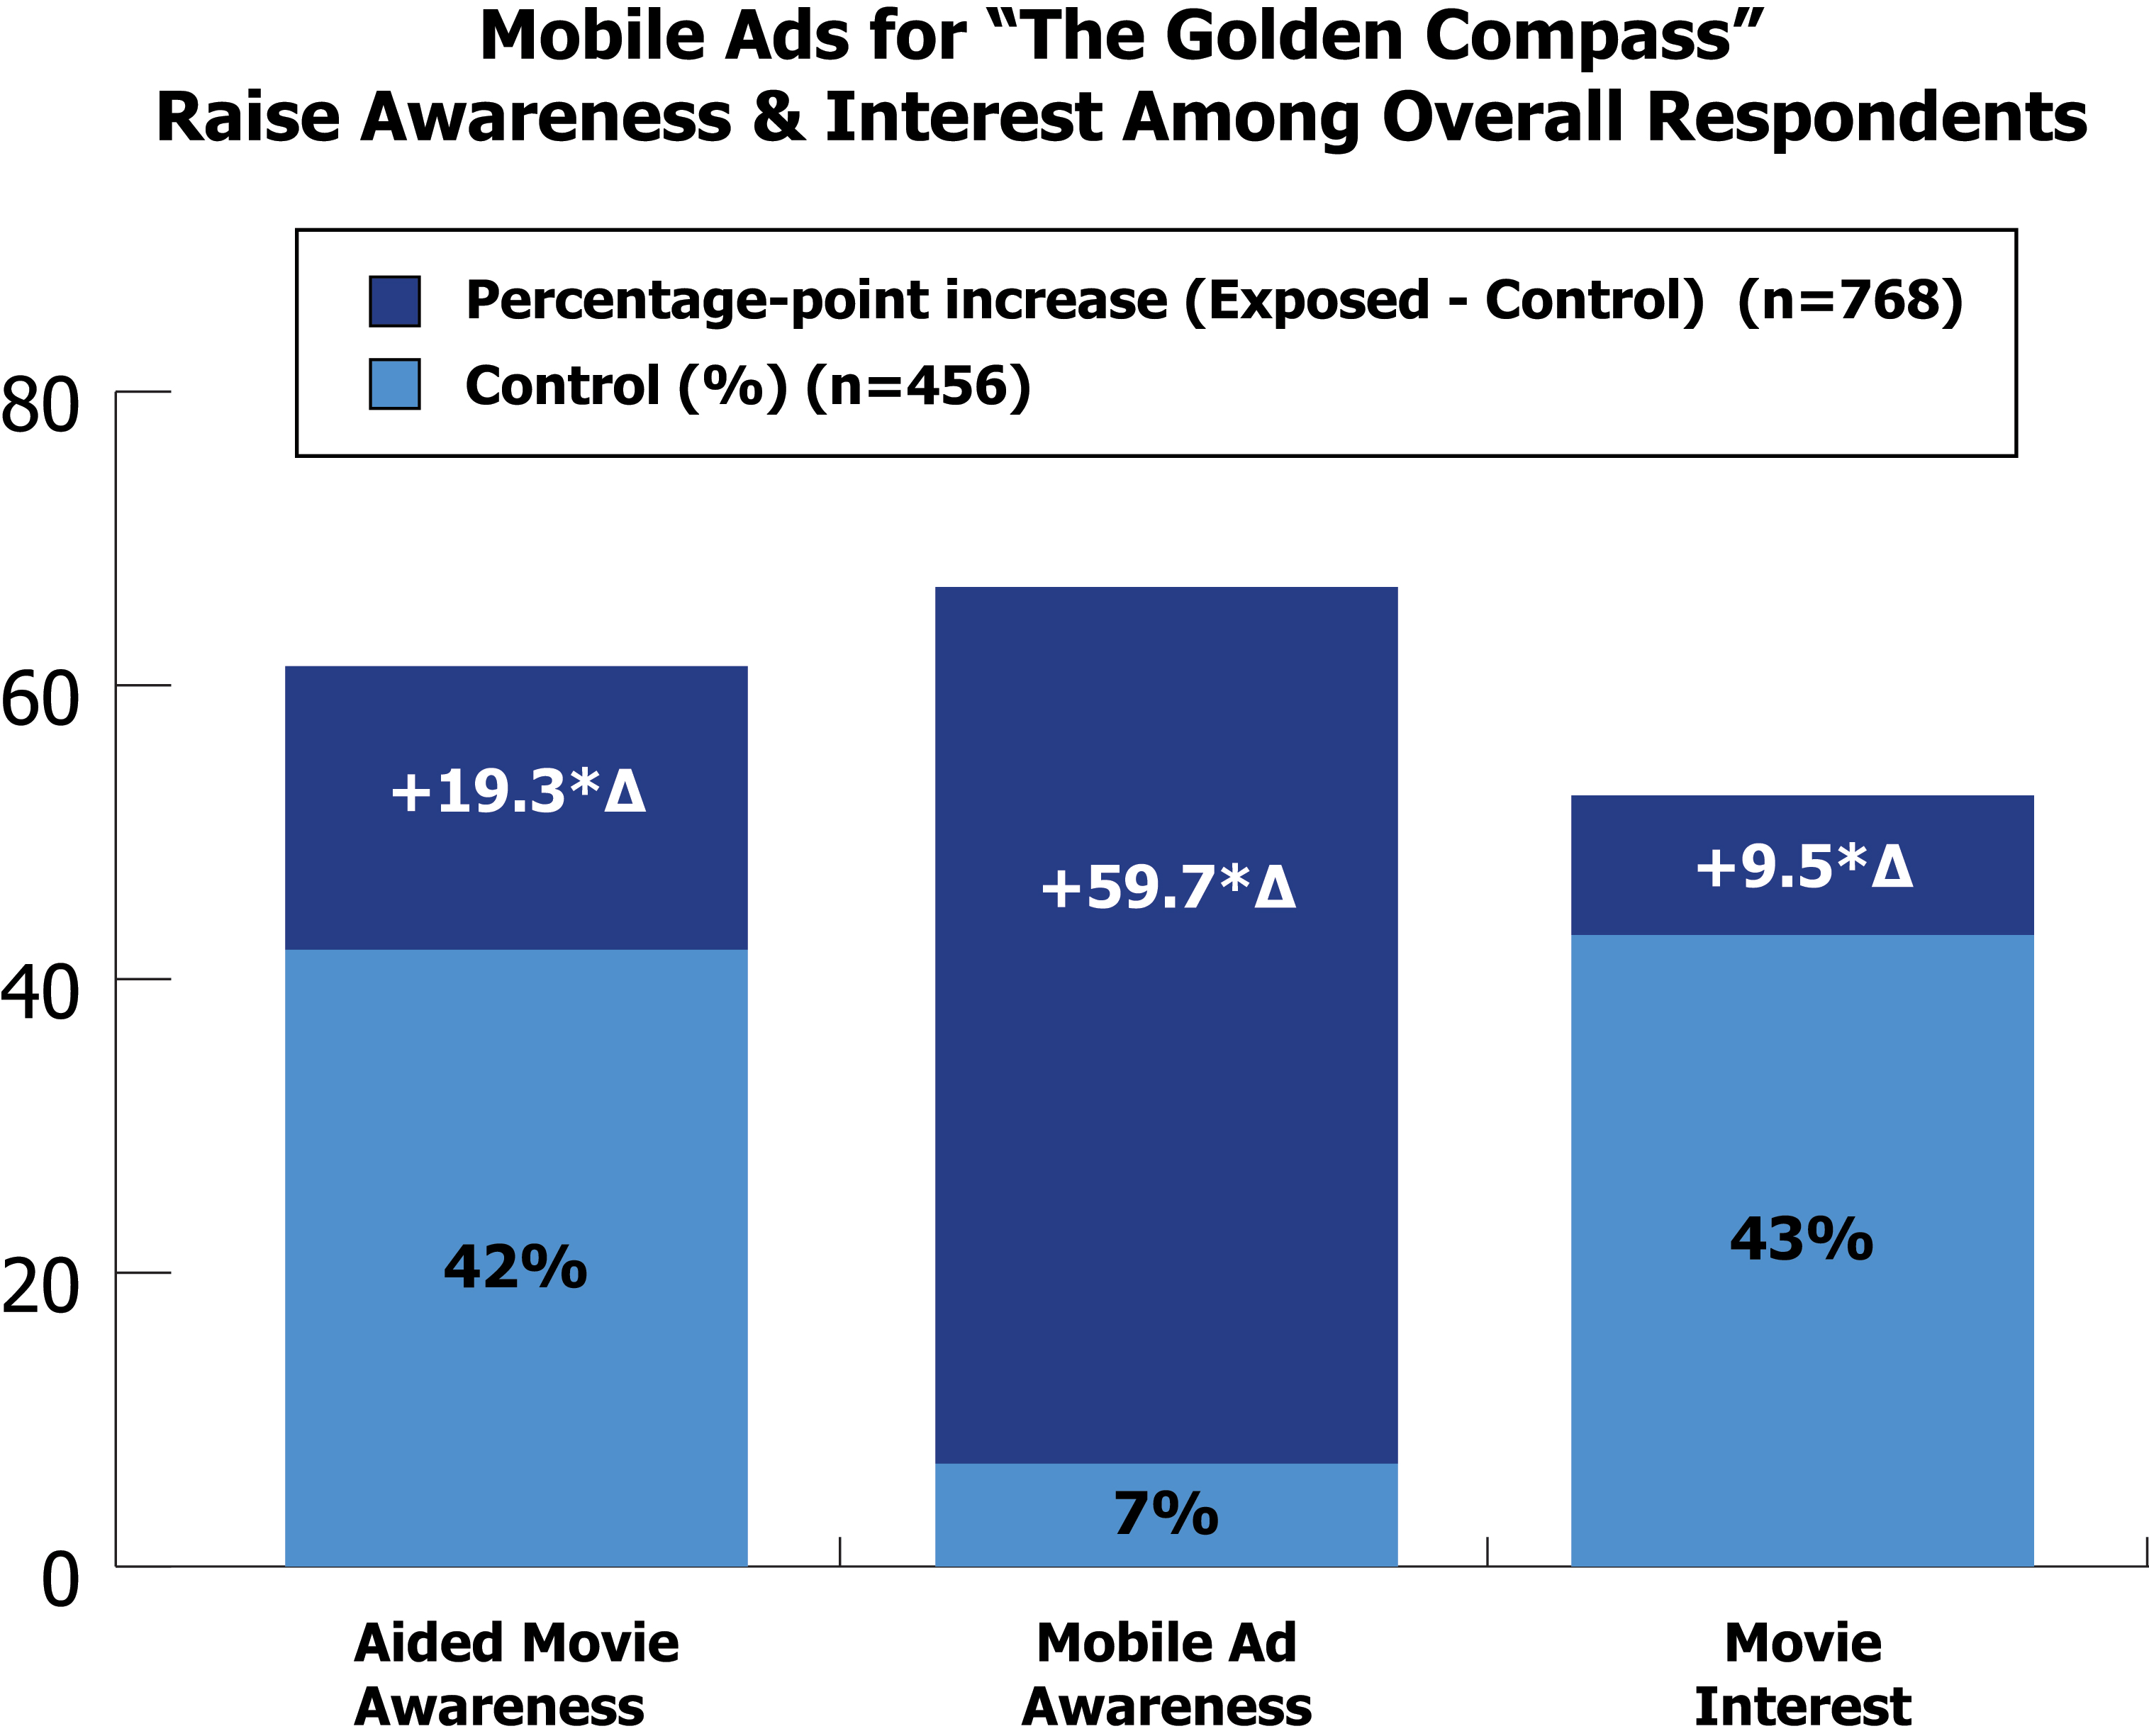 Mobile Ads for “The Golden Compass”
Raise Awareness & Interest Among Overall Respondents
Percentage-point increase (Exposed - Control) (n=768)
Control (%) (n=456)
80
60
40
20
0
+19.3*Δ
42%
+59.7*Δ
7%
+9.5*Δ
43%
Aided Movie
Awareness
Mobile Ad
Awareness
Movie
Interest